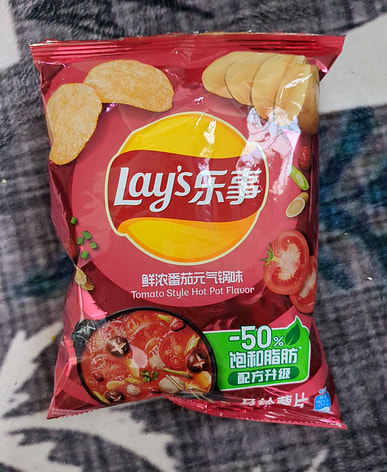 Lay's乐事
鲜浓番茄元气锅味
Tomato Style Hot Pot Flavor
-50%
饱和脂肪
配方升级